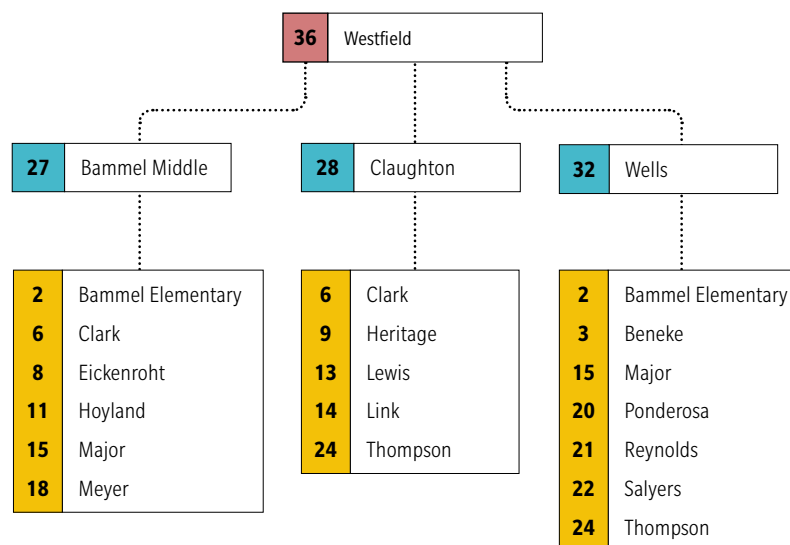 36 Westfield
27 Bammel Middle
28 Claughton
32 Wells
2 Bammel Elementary
6 Clark
8 Eickenroht
11 Hoyland
15 Major
18 Meyer
6 Clark
9 Heritage
13 Lewis
14 Link
24 Thompson
2 Bammel Elementary
3 Beneke
15 Major
20 Ponderosa
21 Reynolds
22 Salyers
24 Thompson